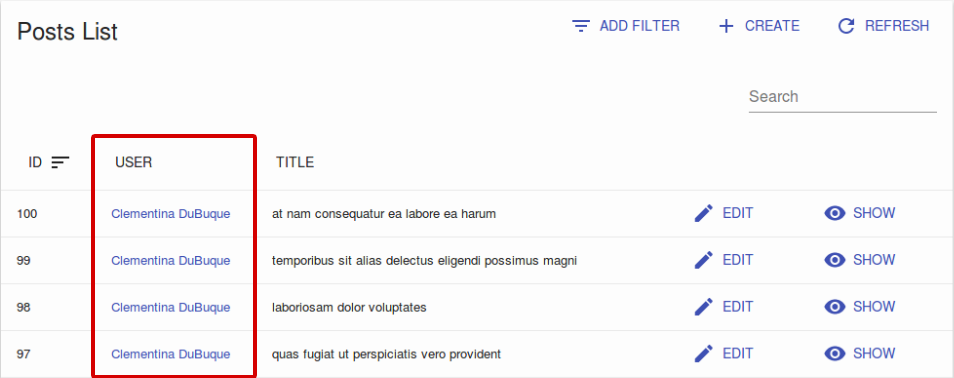 Posts List ADD FILTER CREATE REFRESH
Search
ID USER TITLE
100 Clementina DuBuque at nam consequatur ea labore ea harum EDIT SHOW
99 Clementina DuBuque temporibus sit alias delectus eligendi possimus magni EDIT SHOW
98 Clementina DuBuque laboriosam dolor voluptates EDIT SHOW
97 Clementina DuBuque quas fugiat ut perspiciatis vero provident EDIT SHOW